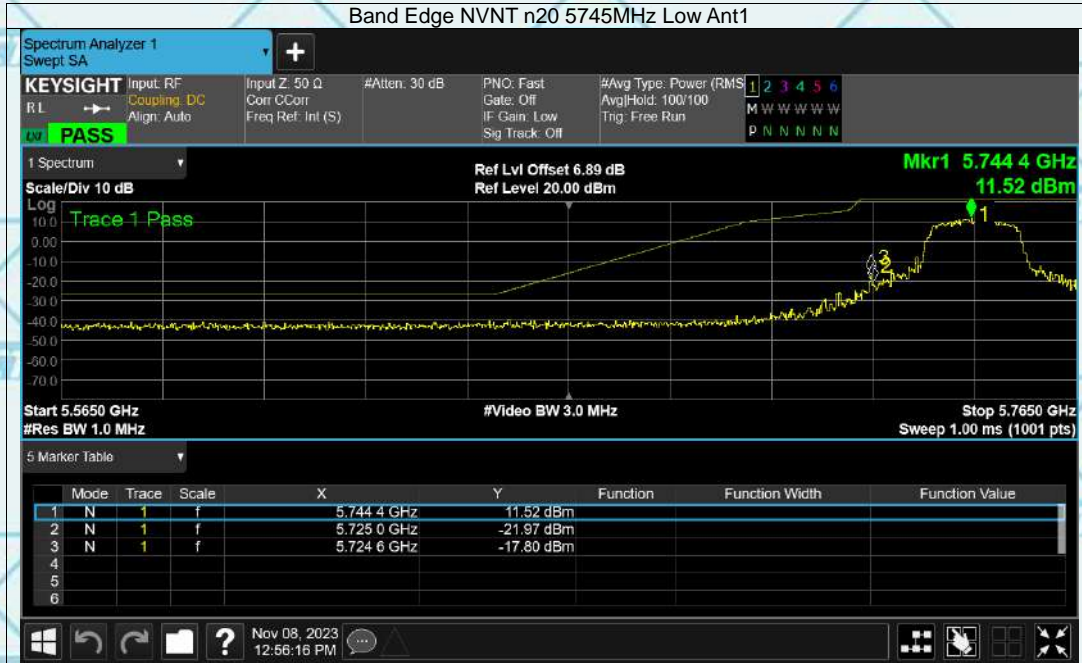 Band Edge NVNT n20 5745MHz Low Ant1
Spectrum Analyzer 1
Swept SA
+
KEYSIGHT Input: RF Input Z: 50 Ω #Atten: 30 dB PNO: Fast #Avg Type: Power (RMS 1 2 3 4 5 6
RL Coupling: DC Corr CCorr Gate: Off Avg|Hold: 100/100 M W W W W W
Align: Auto Freq Ref: Int (S) IF Gain: Low Trig: Free Run
PASS Sig Track: Off P N N N N N
1 Spectrum Ref Lvl Offset 6.89 dB Mkr1 5.744 4 GHz
Scale/Div 10 dB Ref Level 20.00 dBm 11.52 dBm
Log
Trace 1 Pass
1
10.0
0.00
3
-10.0
2
-20.0
-30.0
-40.0
-50.0
-60.0
-70.0
Start 5.5650 GHz #Video BW 3.0 MHz Stop 5.7650 GHz
#Res BW 1.0 MHz Sweep 1.00 ms (1001 pts)
5 Marker Table
Mode Trace Scale X Y Function Function Width Function Value
1 N 1 f 5.744 4 GHz 11.52 dBm
2 N 1 f 5.725 0 GHz -21.97 dBm
3 N 1 f 5.724 6 GHz -17.80 dBm
4
5
6
? Nov 08, 2023
12:56:16 PM